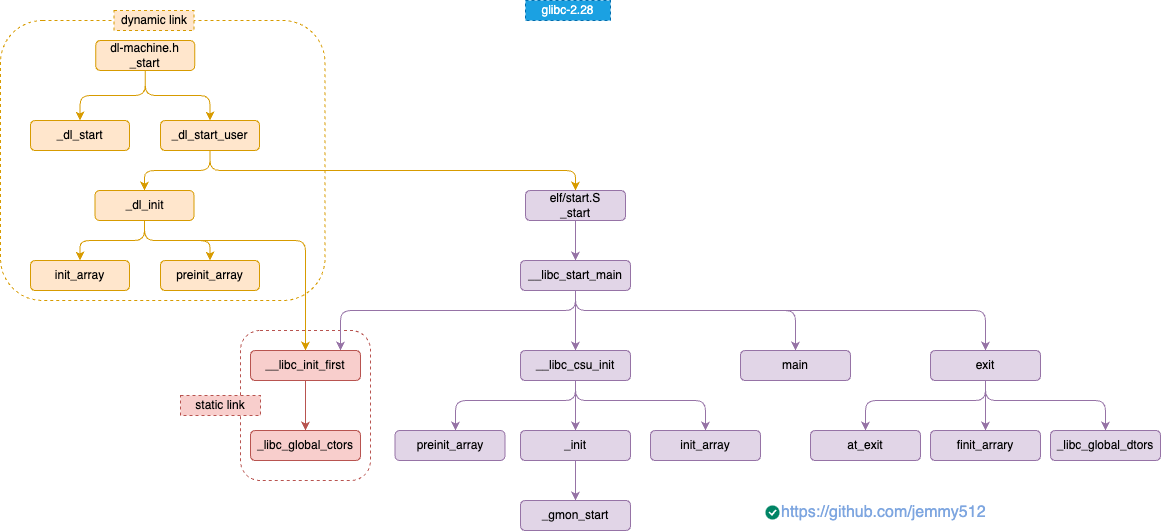 glibc-2.28
dynamic link
dl-machine.h
_start
_dl_start
_dl_start_user
_dl_init
elf/start.S
_start
init_array
preinit_array
__libc_start_main
__libc_init_first
__libc_csu_init
main
exit
static link
_libc_global_ctors
preinit_array
_init
init_array
at_exit
finit_arrary
_libc_global_dtors
_gmon_start
https://github.com/jemmy512